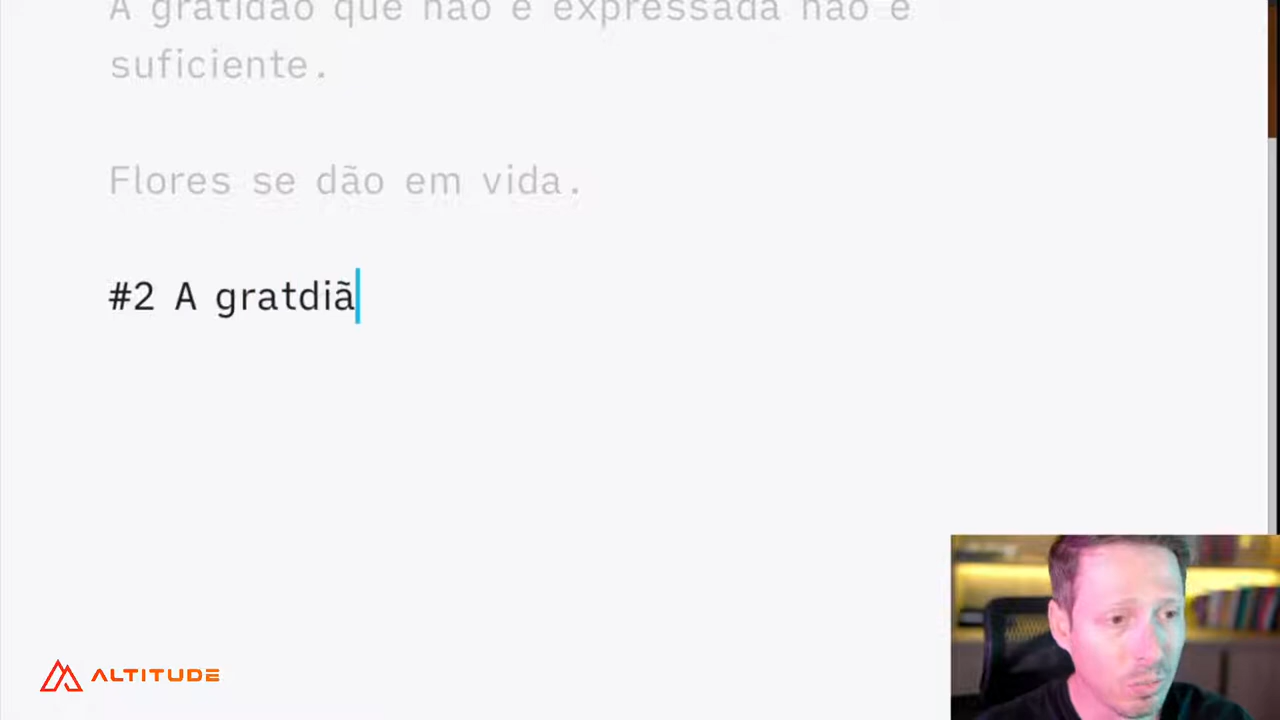 A gratidão que não é expressada não é
suficiente.
Flores se dão em vida.
#2 A gratdiã
ALTITUDE